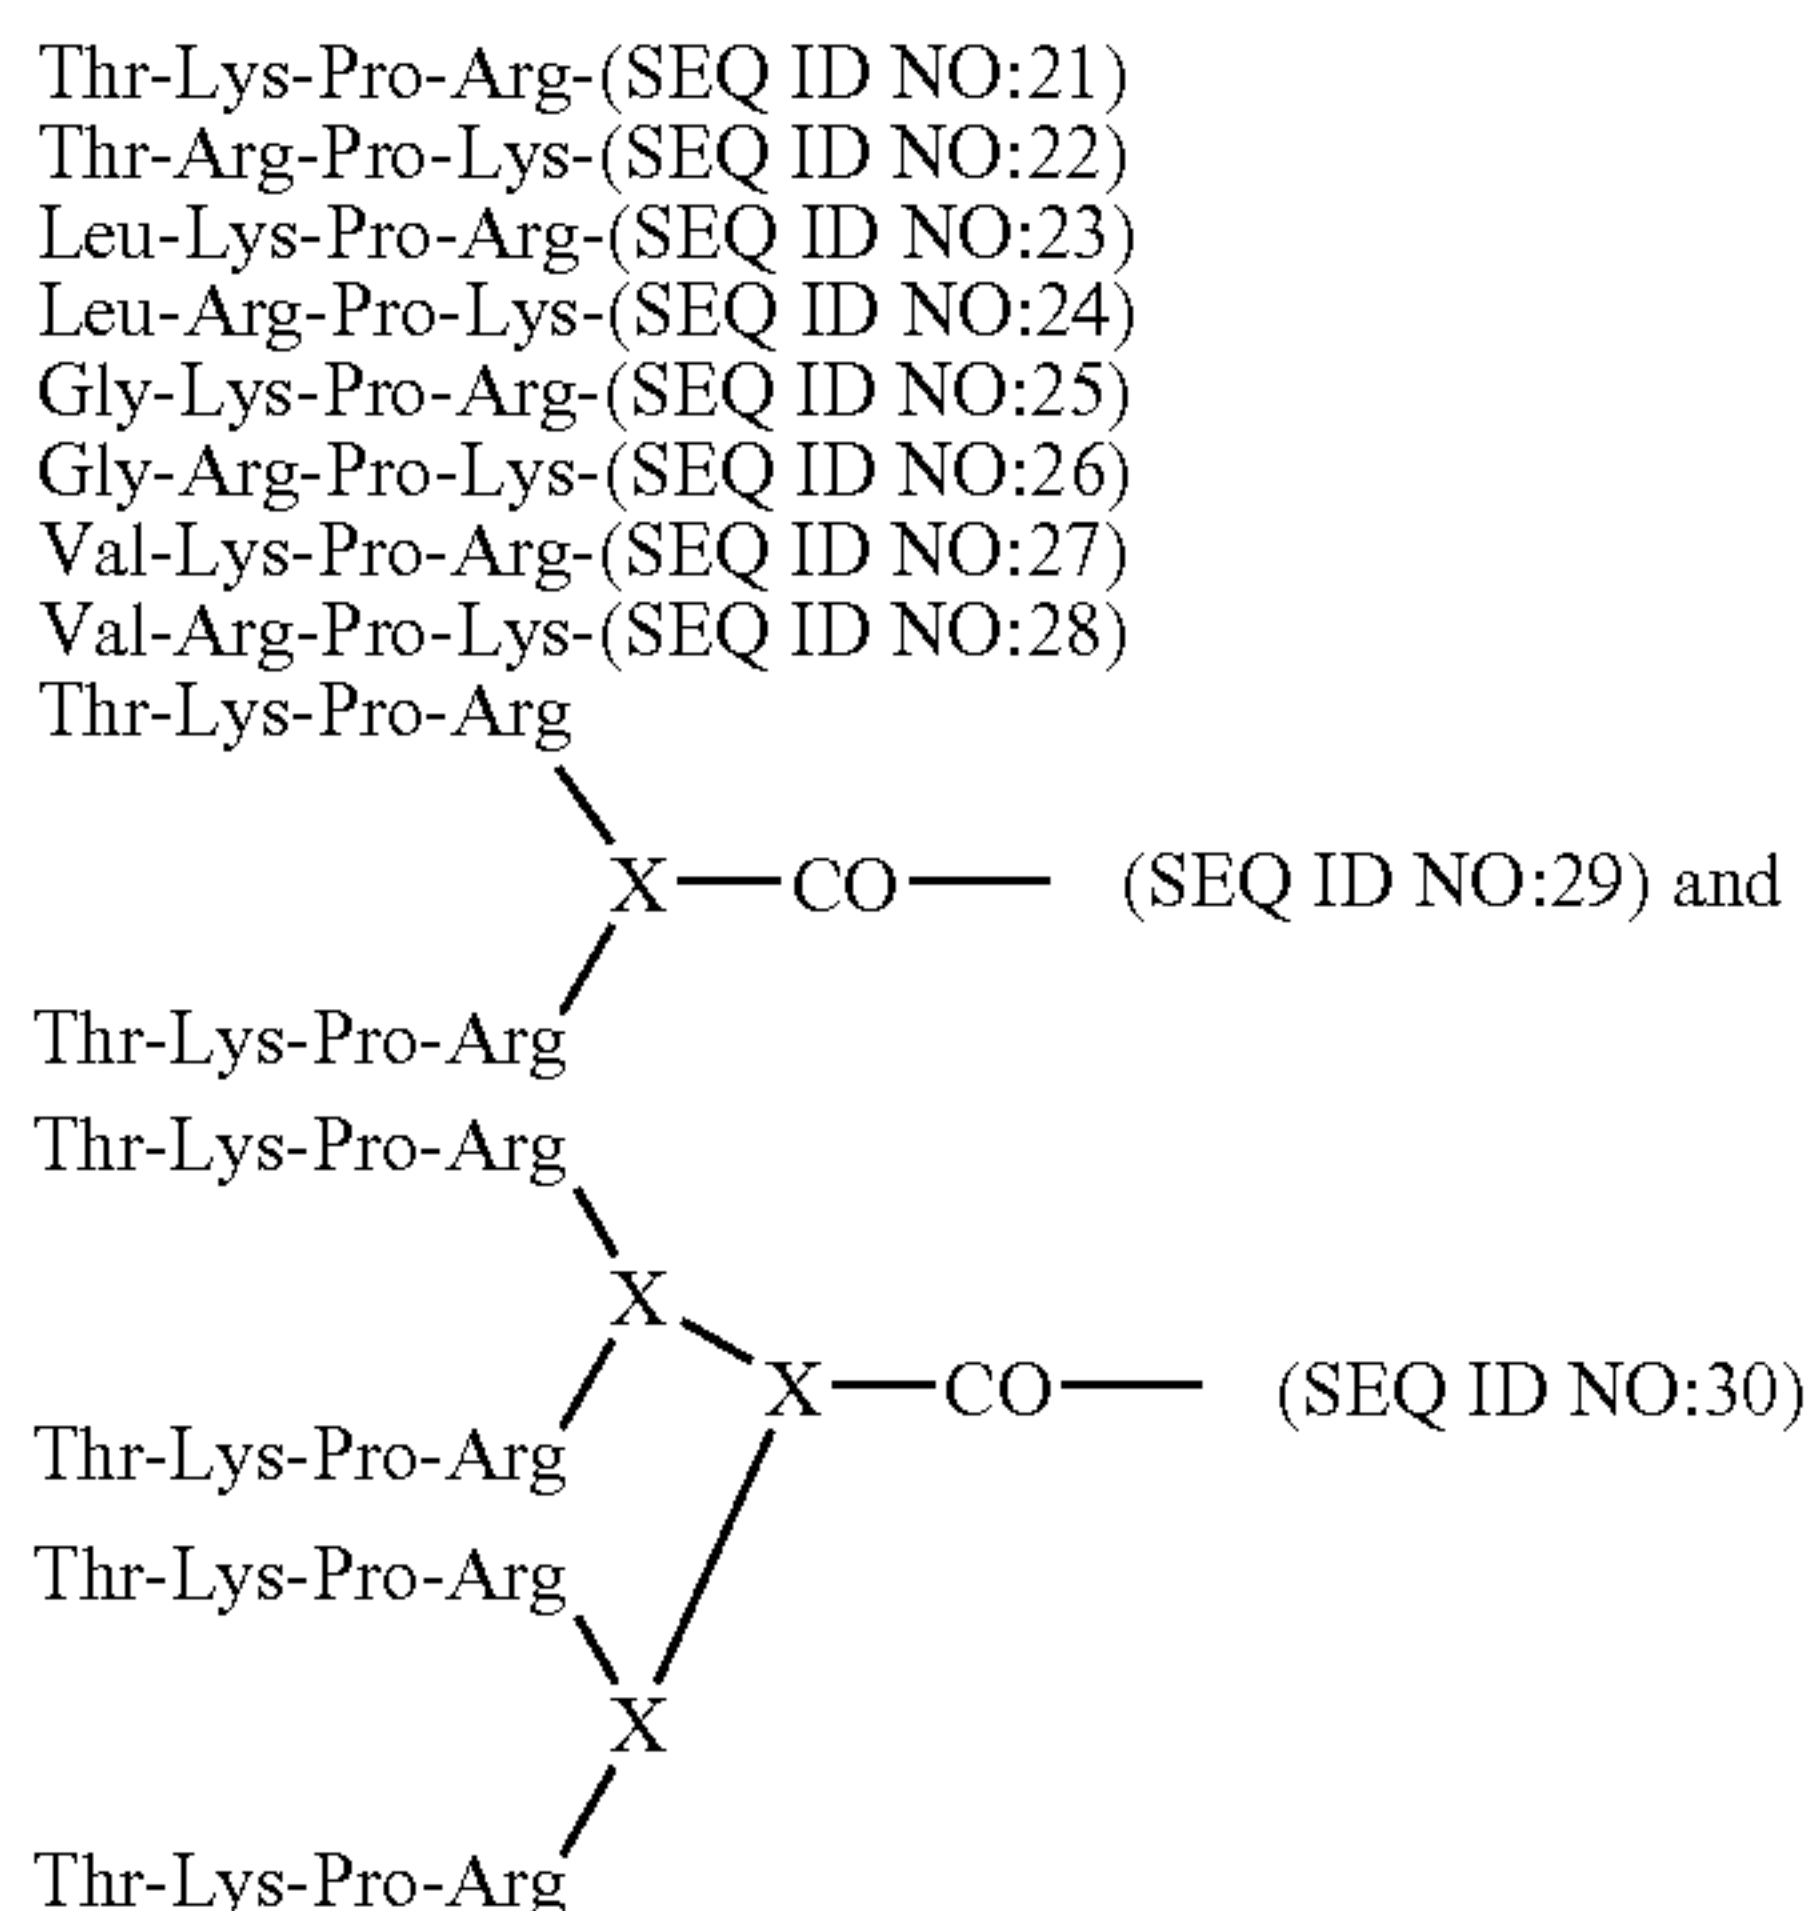 Thr-Lys-Pro-Arg-(SEQ ID NO:21)
Thr-Arg-Pro-Lys-(SEQ ID NO:22)
Leu-Lys-Pro-Arg-(SEQ ID NO:23)
Leu-Arg-Pro-Lys-(SEQ ID NO:24)
Gly-Lys-Pro-Arg-(SEQ ID NO:25)
Gly-Arg-Pro-Lys-(SEQ ID NO:26)
Val-Lys-Pro-Arg-(SEQ ID NO:27)
Val-Arg-Pro-Lys-(SEQ ID NO:28)
Thr-Lys-Pro-Arg
X—CO— (SEQ ID NO:29) and
Thr-Lys-Pro-Arg
Thr-Lys-Pro-Arg
X
X—CO— (SEQ ID NO:30)
Thr-Lys-Pro-Arg
Thr-Lys-Pro-Arg
X
Thr-Lys-Pro-Arg